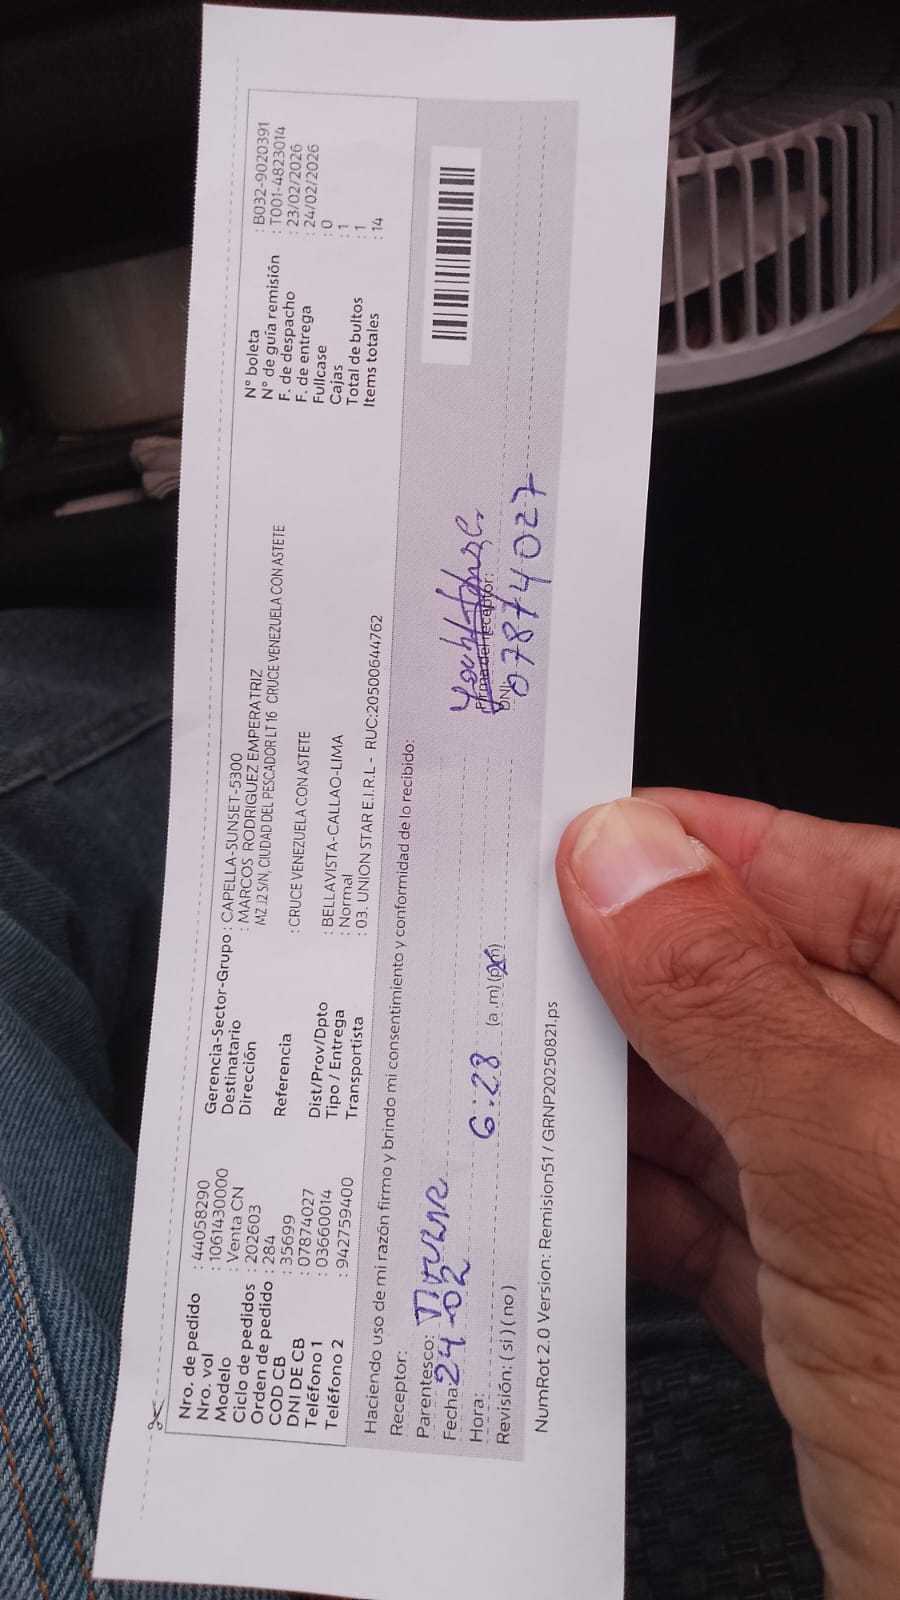 Nro. de pedido : 44058290
Nro. vol : 1061430000
Modelo Venta CN
Ciclo de pedidos : 202603
Orden de pedido : 284
COD CB : 35699
DNI DE CB : 07874027
Teléfono 1 : 03660014
Teléfono 2 : 942759400
Gerencia-Sector-Grupo : CAPELLA-SUNSET-5300
Destinatario : MARCOS RODRIGUEZ EMPERATRIZ
Dirección MZ J2 S/N, CIUDAD DEL PESCADOR LT 16 CRUCE VENEZUELA CON ASTETE
Referencia : CRUCE VENEZUELA CON ASTETE
Dist/Prov/Dpto : BELLAVISTA-CALLAO-LIMA
Tipo / Entrega : Normal
Transportista : 03. UNION STAR E.I.R.L - RUC:20500644762
N° boleta : B032-9020391
N° de guía remisión : T001-4823014
F. de despacho : 23/02/2026
F. de entrega : 24/02/2026
Fullcase : 0
Cajas : 1
Total de bultos : 1
Items totales : 14
Haciendo uso de mi razón firmo y brindo mi consentimiento y conformidad de lo recibido:
Receptor:
Parentesco: TITULAR
Fecha: 24-02
Hora: 6:28 (a .m) (p.m)
Revisión: ( si ) ( no )
Firma del receptor:
DNI: 07874027
NumRot 2.0 Version: Remision51 / GRNP20250821.ps